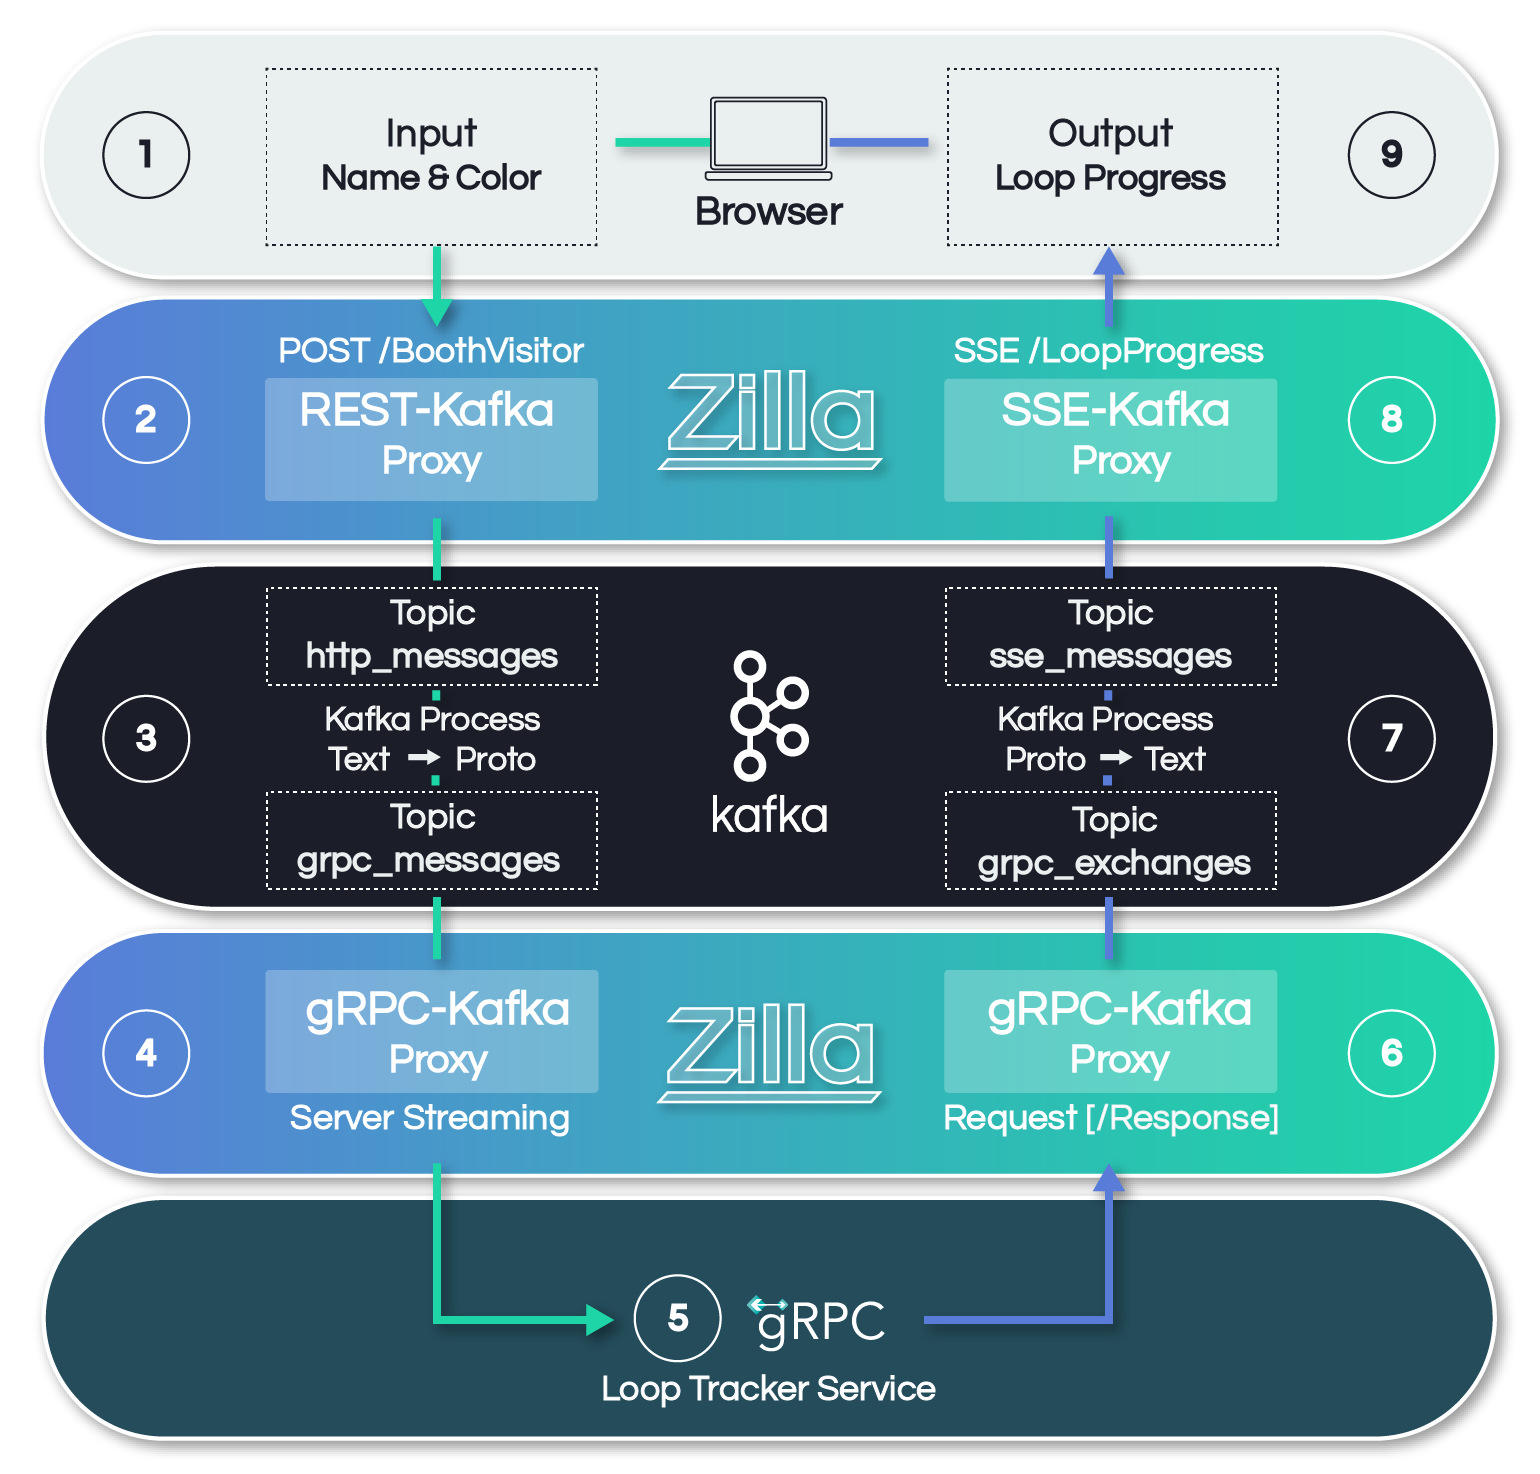 1
Input
Name & Color
Browser
Output
Loop Progress
9
2
POST /BoothVisitor
REST-Kafka
Proxy
Zilla
SSE /LoopProgress
SSE-Kafka
Proxy
8
3
Topic
http_messages
Kafka Process
Text → Proto
Topic
grpc_messages
kafka
Topic
sse_messages
Kafka Process
Proto → Text
Topic
grpc_exchanges
7
4
gRPC-Kafka
Proxy
Server Streaming
Zilla
gRPC-Kafka
Proxy
Request [/Response]
6
5
gRPC
Loop Tracker Service